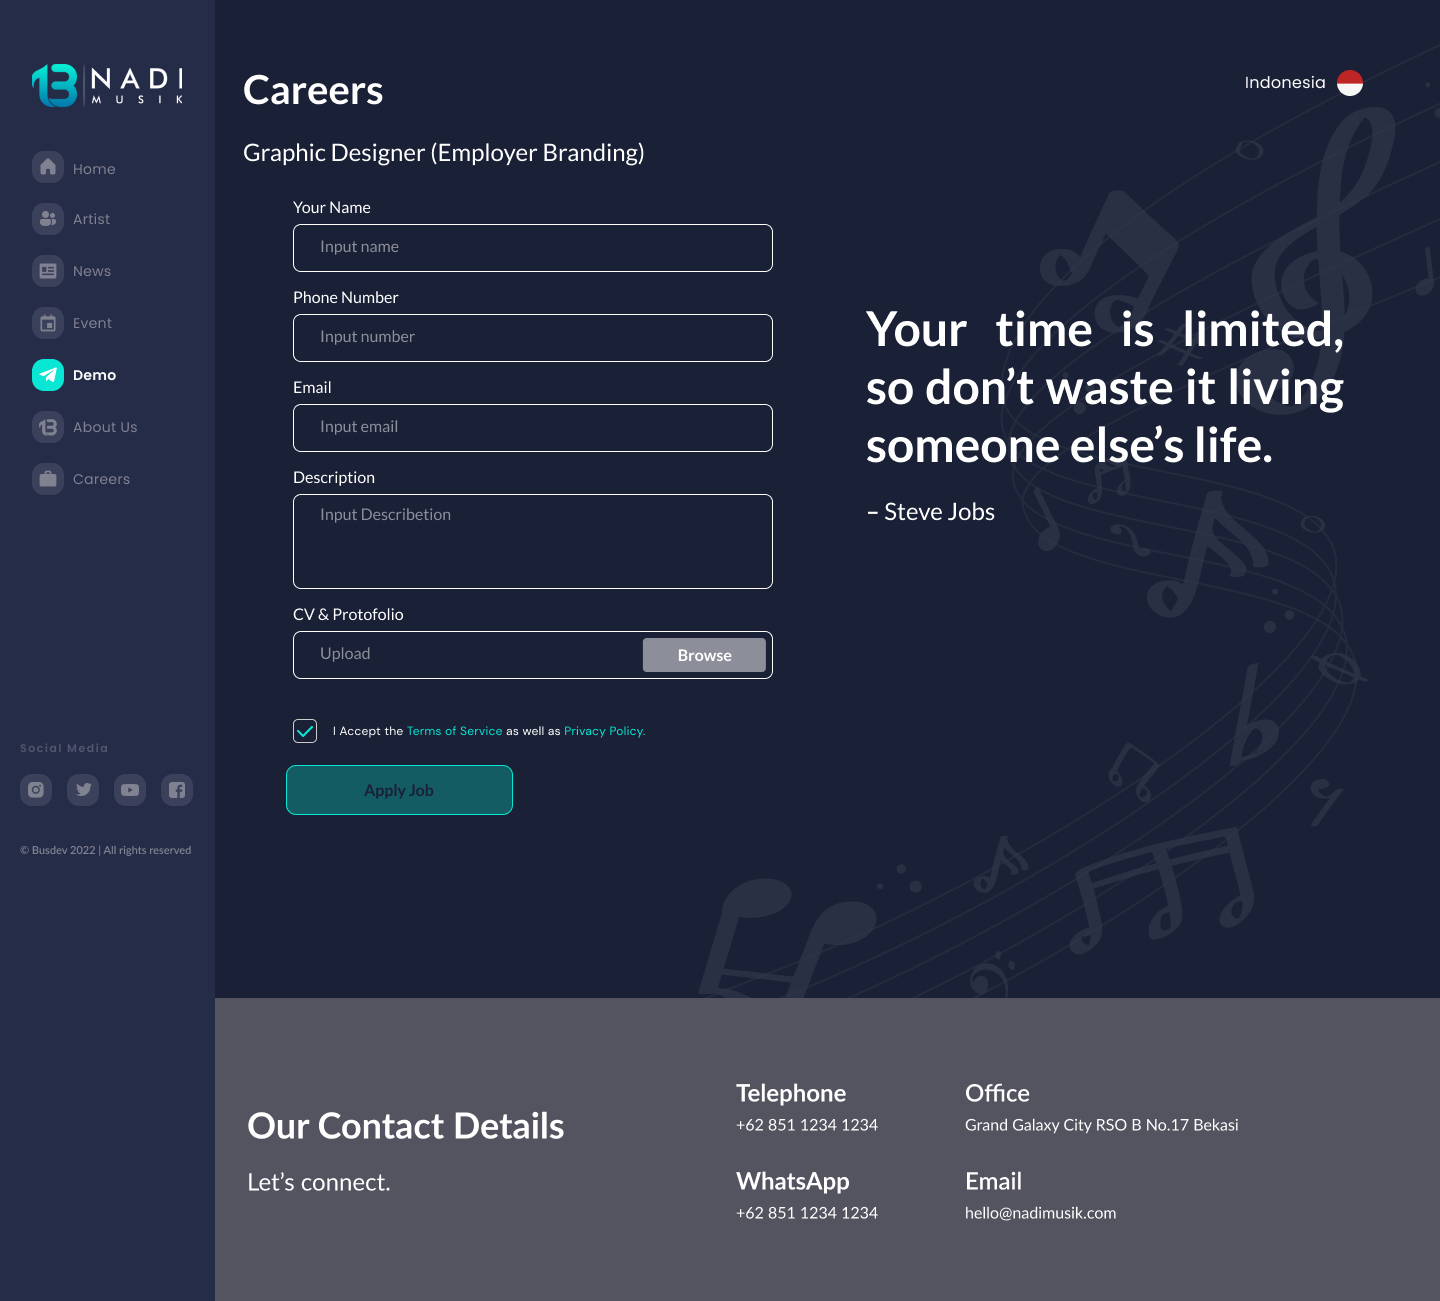 NADI
MUSIK
Home
Artist
News
Event
Demo
About Us
Careers
Social Media
© Busdev 2022 | All rights reserved
Careers
Indonesia
Graphic Designer (Employer Branding)
Your Name
Input name
Phone Number
Input number
Email
Input email
Description
Input Describetion
CV & Protofolio
Upload
Browse
I Accept the Terms of Service as well as Privacy Policy.
Apply Job
Your time is limited,
so don’t waste it living
someone else’s life.
– Steve Jobs
Our Contact Details
Let’s connect.
Telephone
+62 851 1234 1234
WhatsApp
+62 851 1234 1234
Office
Grand Galaxy City RSO B No.17 Bekasi
Email
hello@nadimusik.com